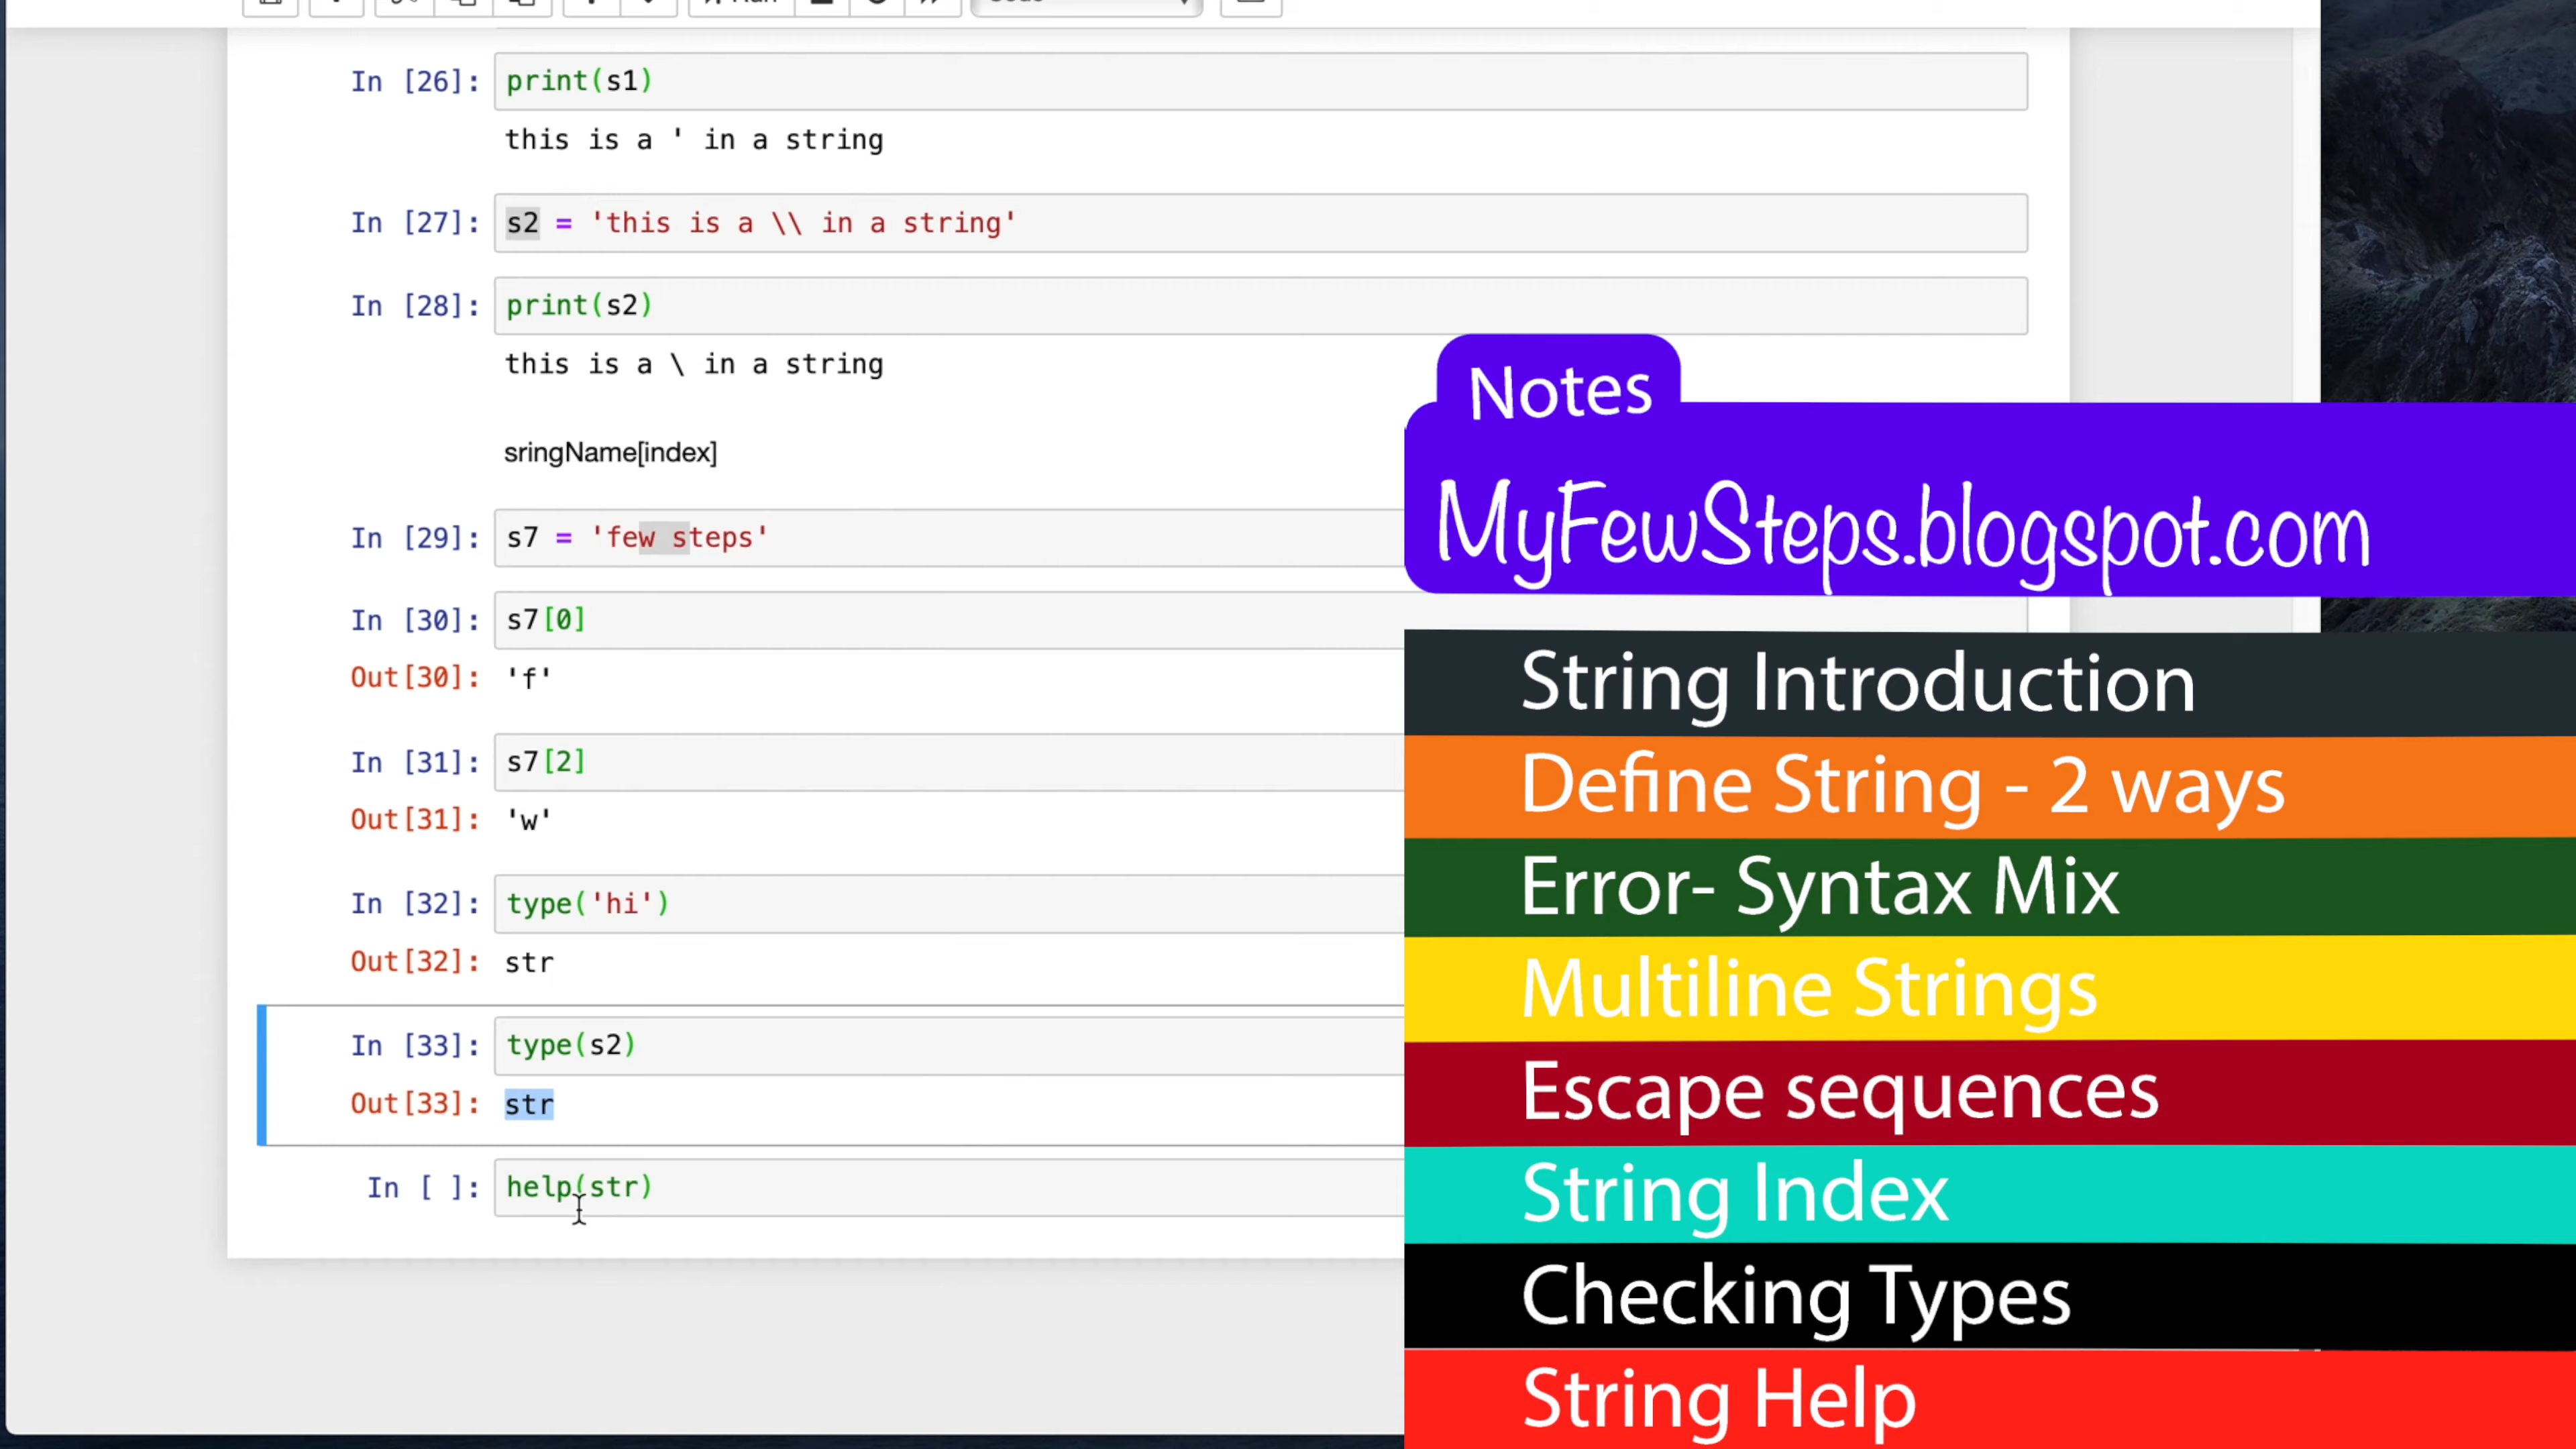 Run
In [26]: print(s1)
this is a ' in a string
In [27]: s2 = 'this is a \\ in a string'
In [28]: print(s2)
this is a \ in a string
sringName[index]
In [29]: s7 = 'few steps'
In [30]: s7[0]
Out[30]: 'f'
In [31]: s7[2]
Out[31]: 'w'
In [32]: type('hi')
Out[32]: str
In [33]: type(s2)
Out[33]: str
In [ ]: help(str)
Notes
MyFewSteps.blogspot.com
String Introduction
Define String - 2 ways
Error- Syntax Mix
Multiline Strings
Escape sequences
String Index
Checking Types
String Help